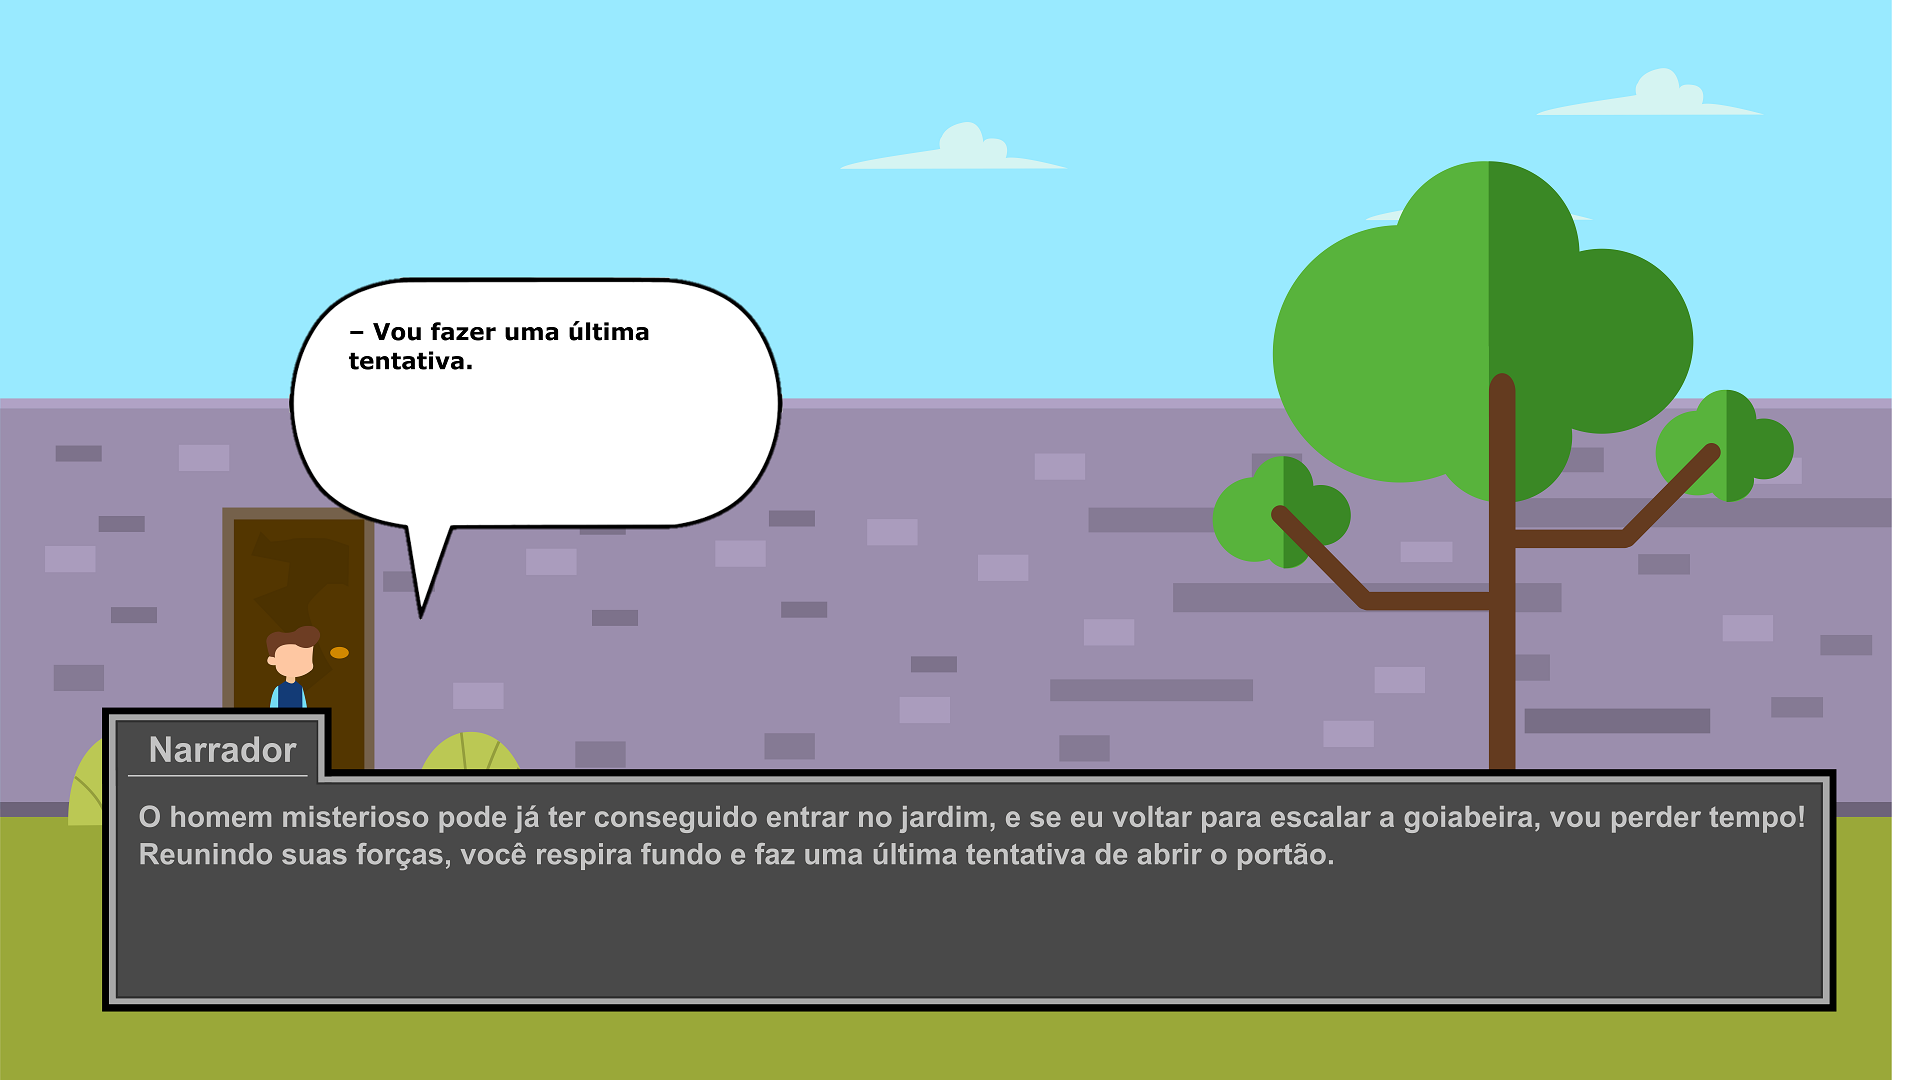 – Vou fazer uma última
tentativa.
Narrador
O homem misterioso pode já ter conseguido entrar no jardim, e se eu voltar para escalar a goiabeira, vou perder tempo!
Reunindo suas forças, você respira fundo e faz uma última tentativa de abrir o portão.